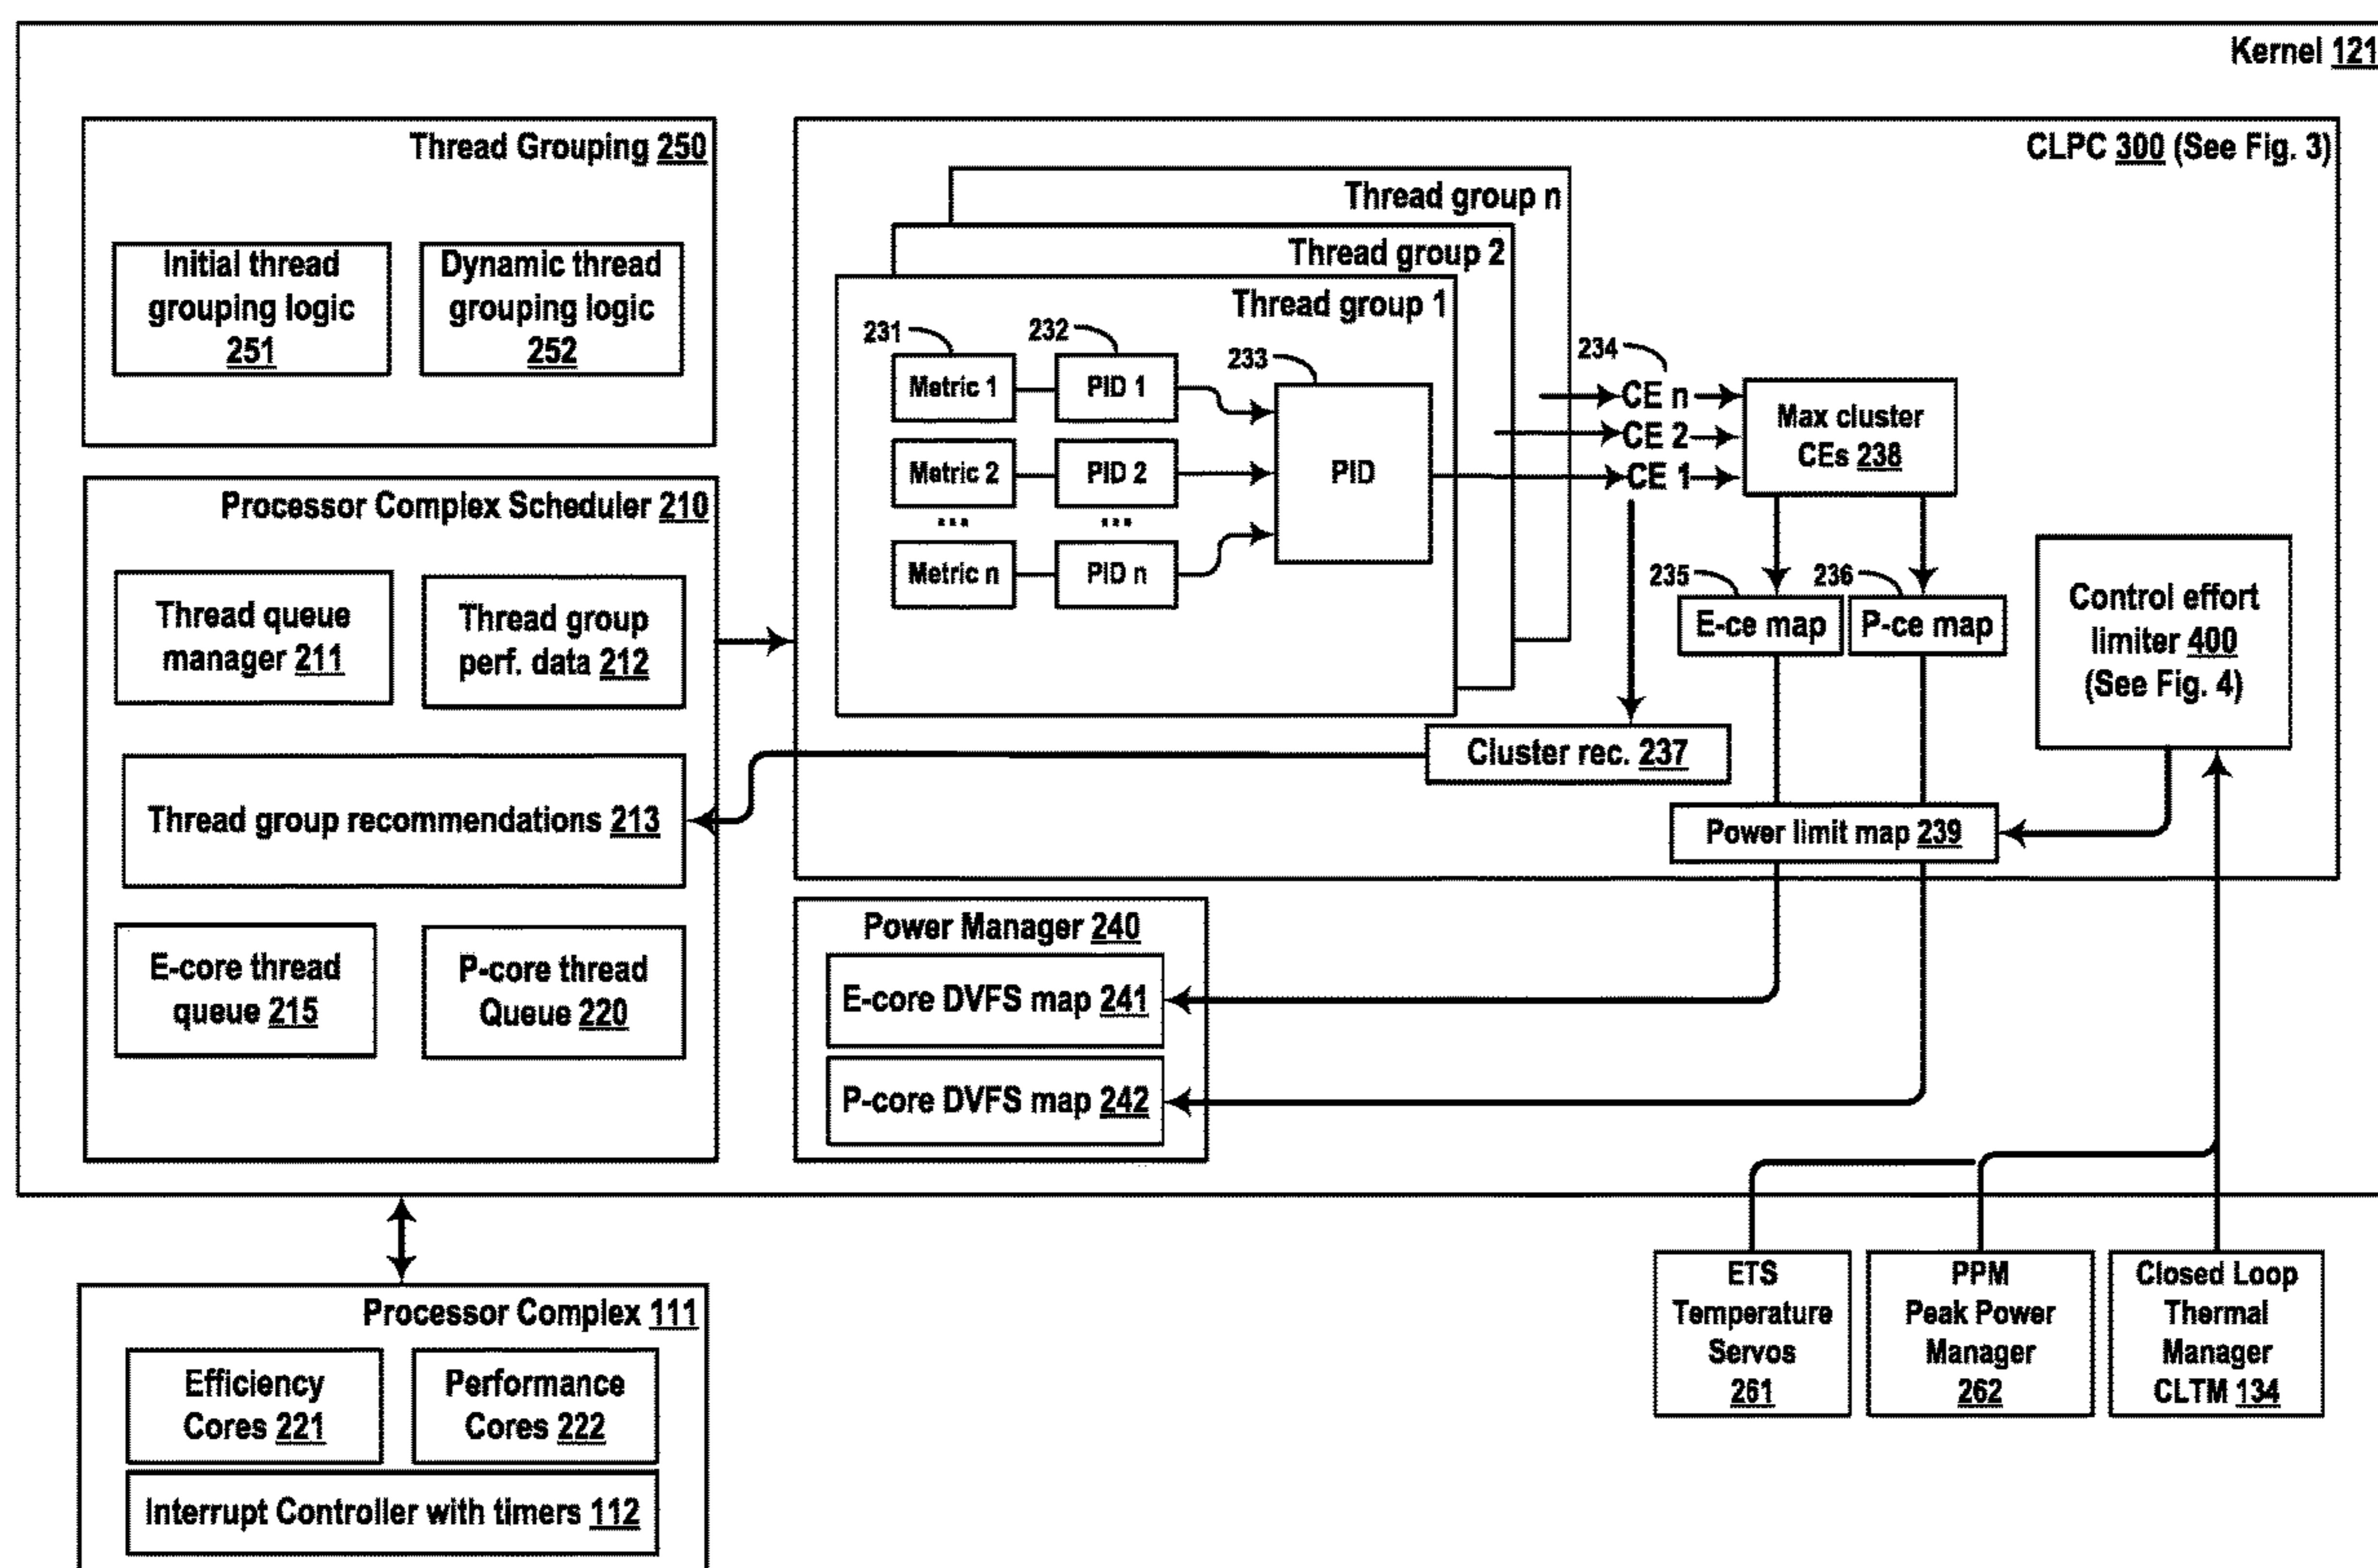 Kernel 121
Thread Grouping 250
Initial thread
grouping logic
251
Dynamic thread
grouping logic
252
Processor Complex Scheduler 210
Thread queue
manager 211
Thread group
perf. data 212
Thread group recommendations 213
E-core thread
queue 215
P-core thread
Queue 220
CLPC 300 (See Fig. 3)
Thread group n
Thread group 2
Thread group 1
231
232
233
234
Metric 1
PID 1
Metric 2
PID 2
...
...
Metric n
PID n
PID
CE n
CE 2
CE 1
Max cluster
CEs 238
235
236
E-ce map
P-ce map
Control effort
limiter 400
(See Fig. 4)
Cluster rec. 237
Power limit map 239
Power Manager 240
E-core DVFS map 241
P-core DVFS map 242
Processor Complex 111
Efficiency
Cores 221
Performance
Cores 222
Interrupt Controller with timers 112
ETS
Temperature
Servos
261
PPM
Peak Power
Manager
262
Closed Loop
Thermal
Manager
CLTM 134